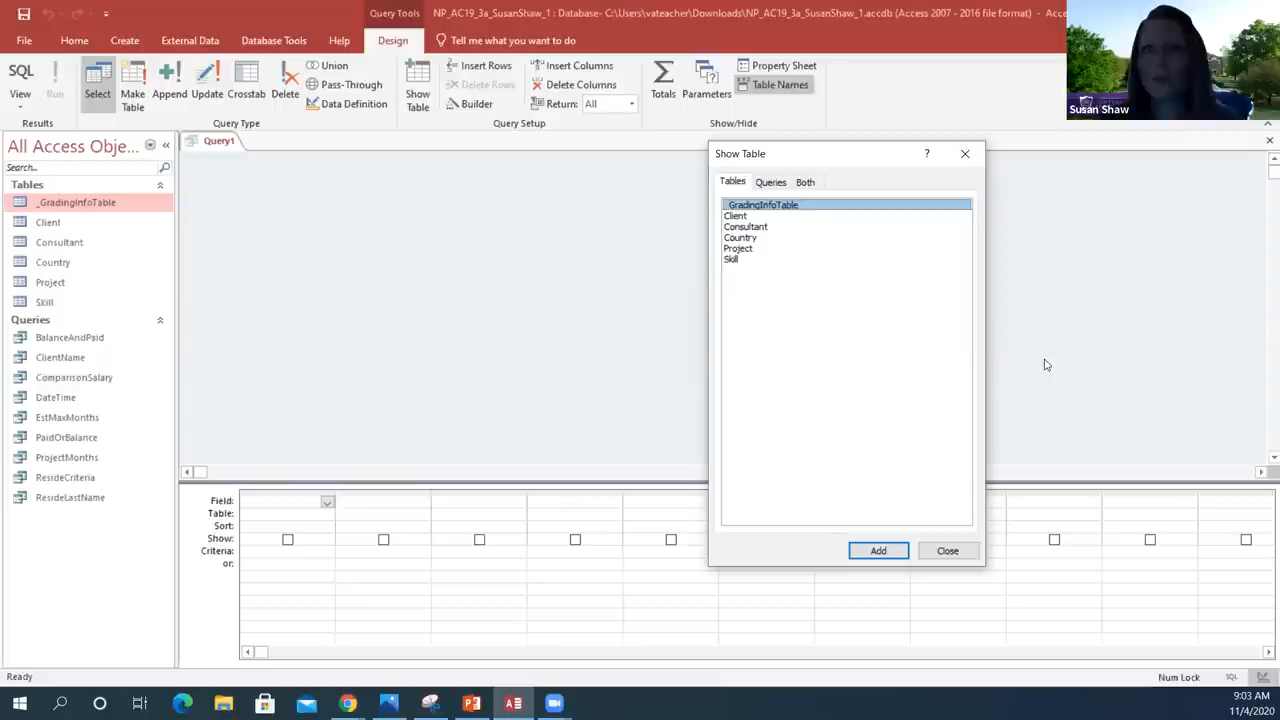 Query Tools
NP_AC19_3a_SusanShaw_1 : Database- C:\Users\vateacher\Downloads\NP_AC19_3a_SusanShaw_1.accdb (Access 2007 - 2016 file format) - Acce
File Home Create External Data Database Tools Help Design Tell me what you want to do
SQL
View
Run
Results
Select
Make
Table
Append
Update
Crosstab
Delete
Union
Pass-Through
Data Definition
Query Type
Show
Table
Insert Rows
Delete Rows
Builder
Insert Columns
Delete Columns
Return: All
Query Setup
Totals
Parameters
Property Sheet
Table Names
Show/Hide
Susan Shaw
All Access Obje...
Search...
Tables
_GradingInfoTable
Client
Consultant
Country
Project
Skill
Queries
BalanceAndPaid
ClientName
ComparisonSalary
DateTime
EstMaxMonths
PaidOrBalance
ProjectMonths
ResideCriteria
ResideLastName
Query1
Show Table
?
Tables Queries Both
_GradingInfoTable
Client
Consultant
Country
Project
Skill
Add Close
Field:
Table:
Sort:
Show:
Criteria:
or:
Ready
Num Lock
SQL
9:03 AM
11/4/2020